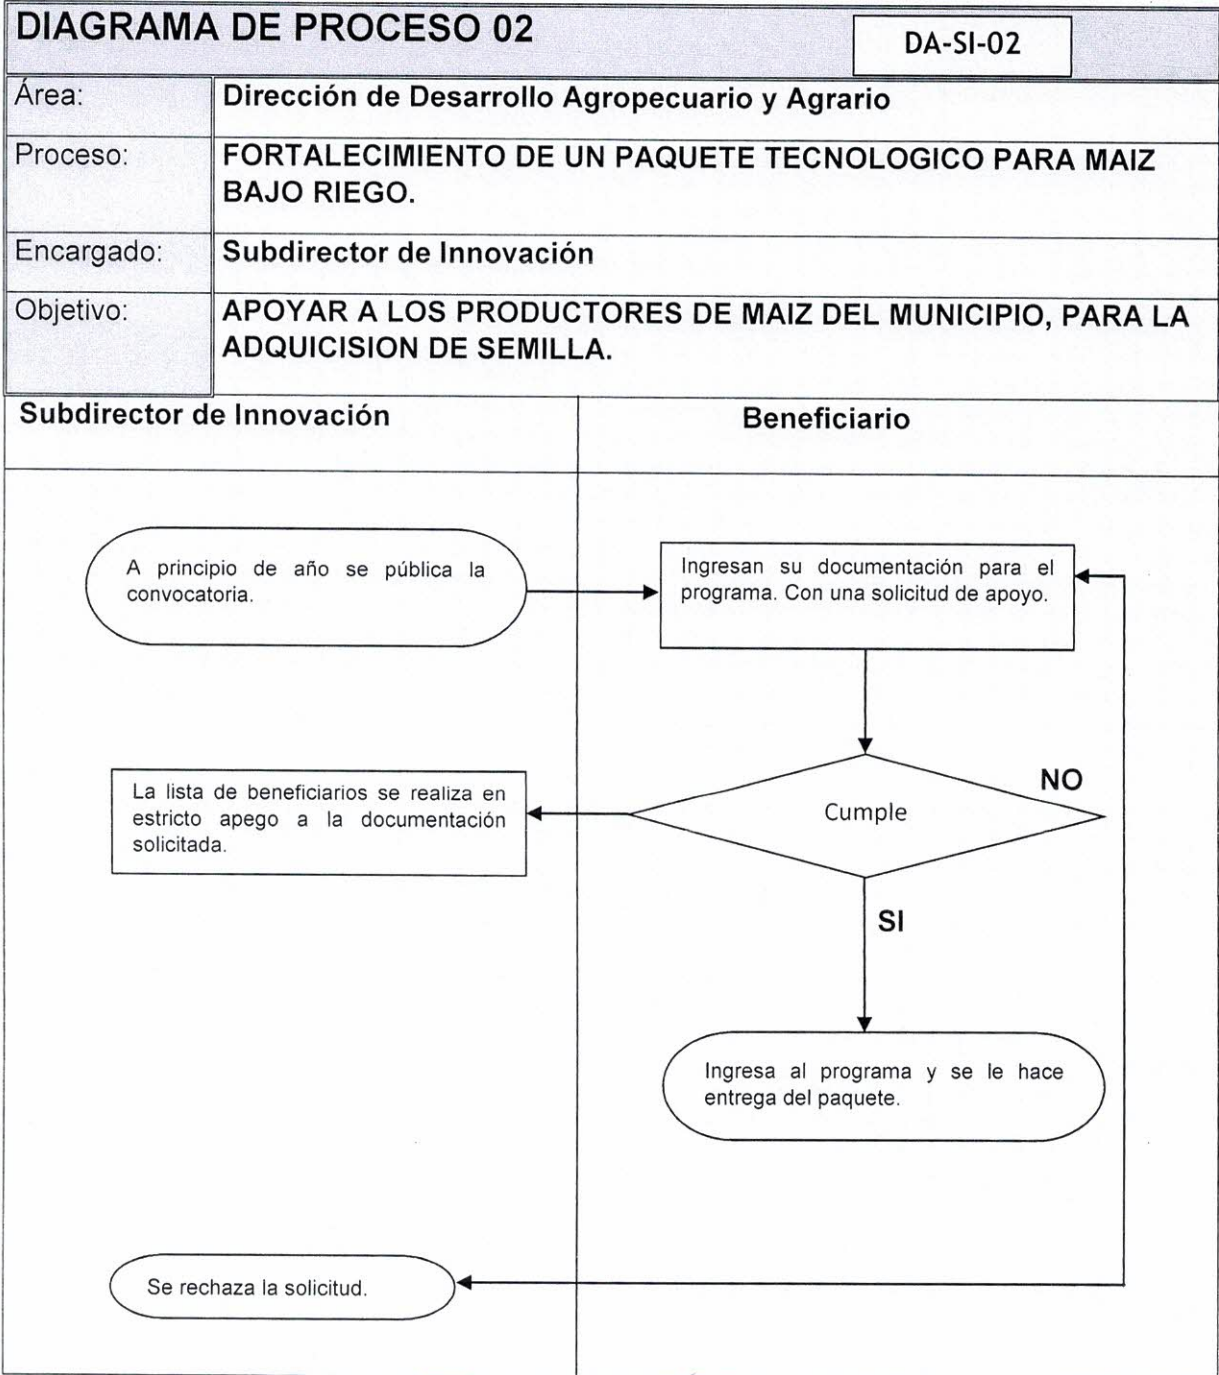 DIAGRAMA DE PROCESO 02
DA-SI-02
Área:
Dirección de Desarrollo Agropecuario y Agrario
Proceso:
FORTALECIMIENTO DE UN PAQUETE TECNOLOGICO PARA MAIZ
BAJO RIEGO.
Encargado:
Subdirector de Innovación
Objetivo:
APOYAR A LOS PRODUCTORES DE MAIZ DEL MUNICIPIO, PARA LA
ADQUICISION DE SEMILLA.
Subdirector de Innovación
Beneficiario
A principio de año se pública la
convocatoria.
Ingresan su documentación para el
programa. Con una solicitud de apoyo.
La lista de beneficiarios se realiza en
estricto apego a la documentación
solicitada.
Cumple
NO
SI
Ingresa al programa y se le hace
entrega del paquete.
Se rechaza la solicitud.